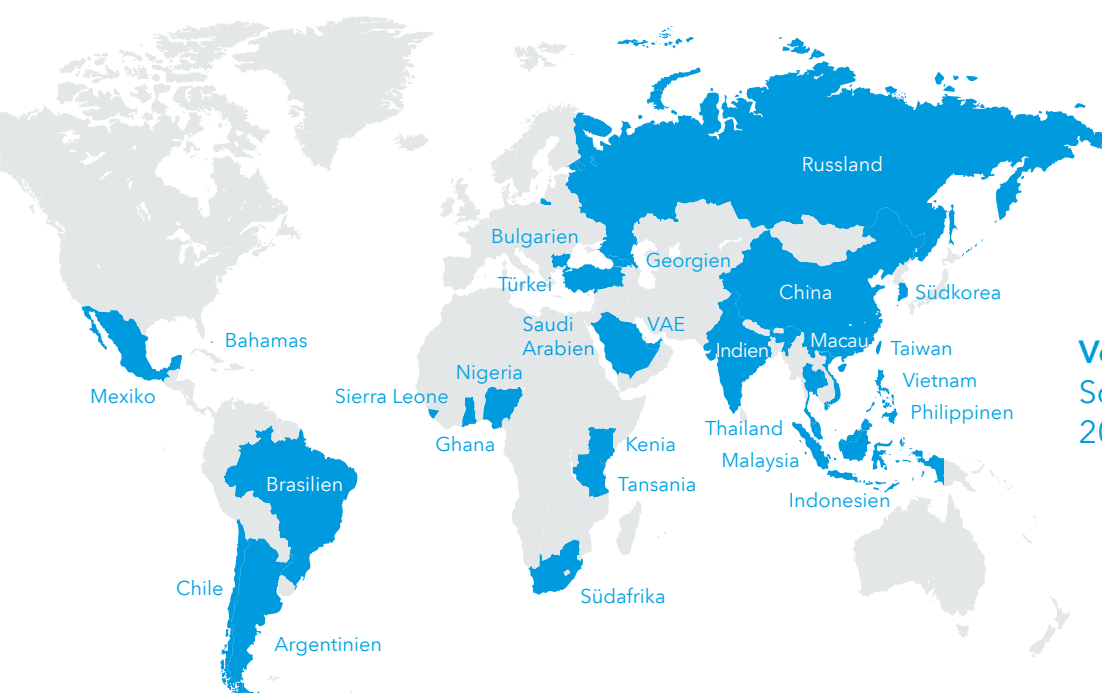 Russland
Bulgarien
Georgien
Türkei
China
Südkorea
Saudi
Arabien
VAE
Bahamas
Indien
Macau
Taiwan
Nigeria
Vietnam
Mexiko
Sierra Leone
Philippinen
Ghana
Kenia
Thailand
Malaysia
Brasilien
Tansania
Indonesien
Chile
Südafrika
Argentinien